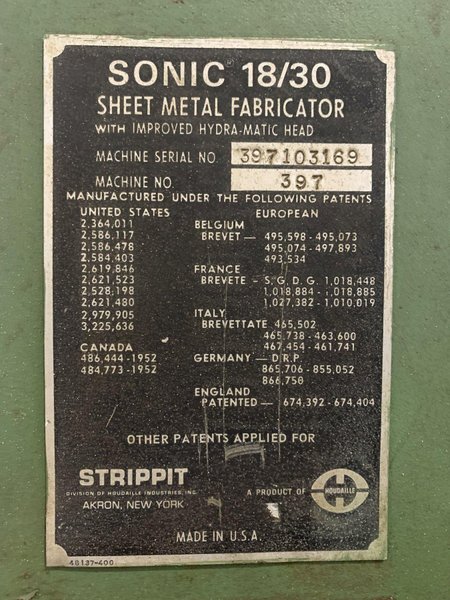 SONIC® 18/30
SHEET METAL FABRICATOR
WITH IMPROVED HYDRA-MATIC HEAD
MACHINE SERIAL NO. 397103169
MACHINE NO. 397
MANUFACTURED UNDER THE FOLLOWING PATENTS
UNITED STATES
2,364,011
2,586,117
2,586,478
2,584,403
2,619,846
2,621,523
2,528,198
2,621,480
2,979,905
3,225,636
CANADA
486,444-1952
484,773-1952
EUROPEAN
BELGIUM
BREVET — 495,598 - 495,073
495,074 - 497,893
493,534
FRANCE
BREVETE - S.G.D.G. 1,018,448
1,018,884 - 1,018,885
1,027,382 - 1,010,019
ITALY
BREVETTATE 465,502
465,738 - 463,600
467,454 - 461,741
GERMANY — D.R.P.
865,706 - 855,052
866,750
ENGLAND
PATENTED — 674,392 - 674,404
OTHER PATENTS APPLIED FOR
STRIPPIT
DIVISION OF HOUDAILLE INDUSTRIES, INC.
AKRON, NEW YORK
A PRODUCT OF
H
HOUDAILLE
MADE IN U.S.A.
48137-400